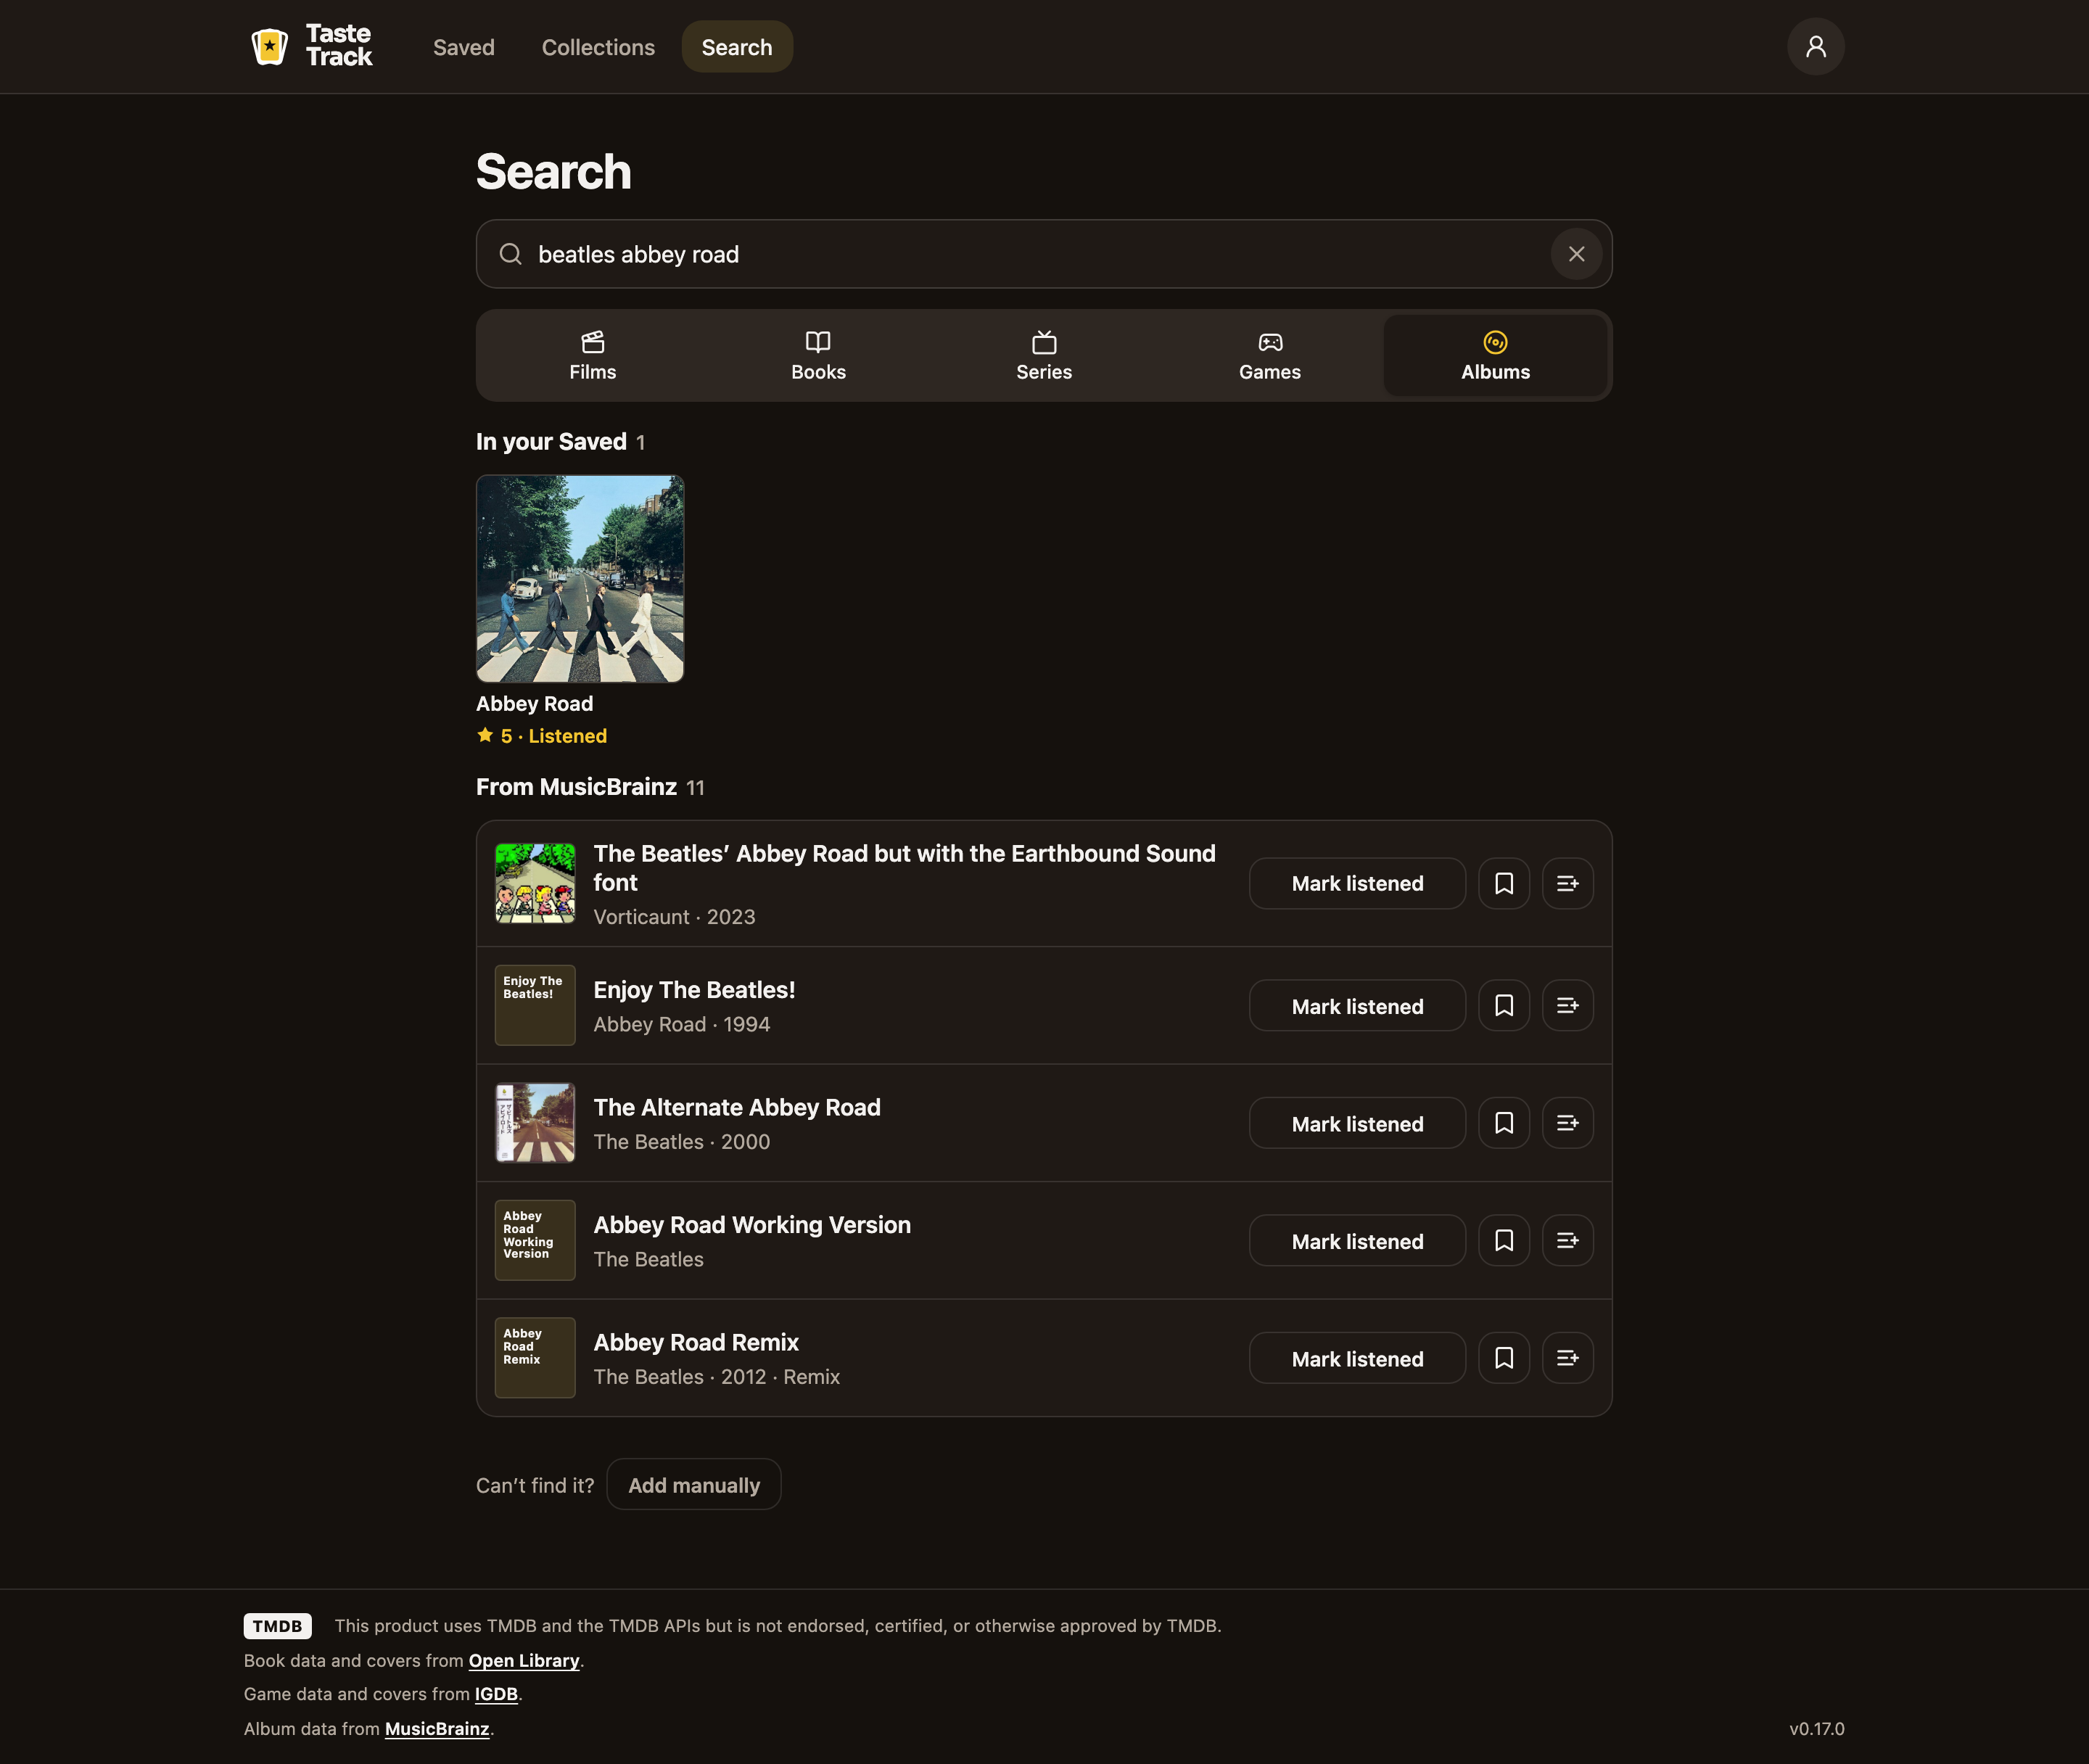 Taste
Track
Saved
Collections
Search
Search
beatles abbey road
Films
Books
Series
Games
Albums
In your Saved 1
Abbey Road
5 · Listened
From MusicBrainz 11
The Beatles’ Abbey Road but with the Earthbound Sound
font
Vorticaunt · 2023
Mark listened
Enjoy The
Beatles!
Enjoy The Beatles!
Abbey Road · 1994
Mark listened
The Alternate Abbey Road
The Beatles · 2000
Mark listened
Abbey
Road
Working
Version
Abbey Road Working Version
The Beatles
Mark listened
Abbey
Road
Remix
Abbey Road Remix
The Beatles · 2012 · Remix
Mark listened
Can’t find it?
Add manually
TMDB
This product uses TMDB and the TMDB APIs but is not endorsed, certified, or otherwise approved by TMDB.
Book data and covers from Open Library.
Game data and covers from IGDB.
Album data from MusicBrainz.
v0.17.0